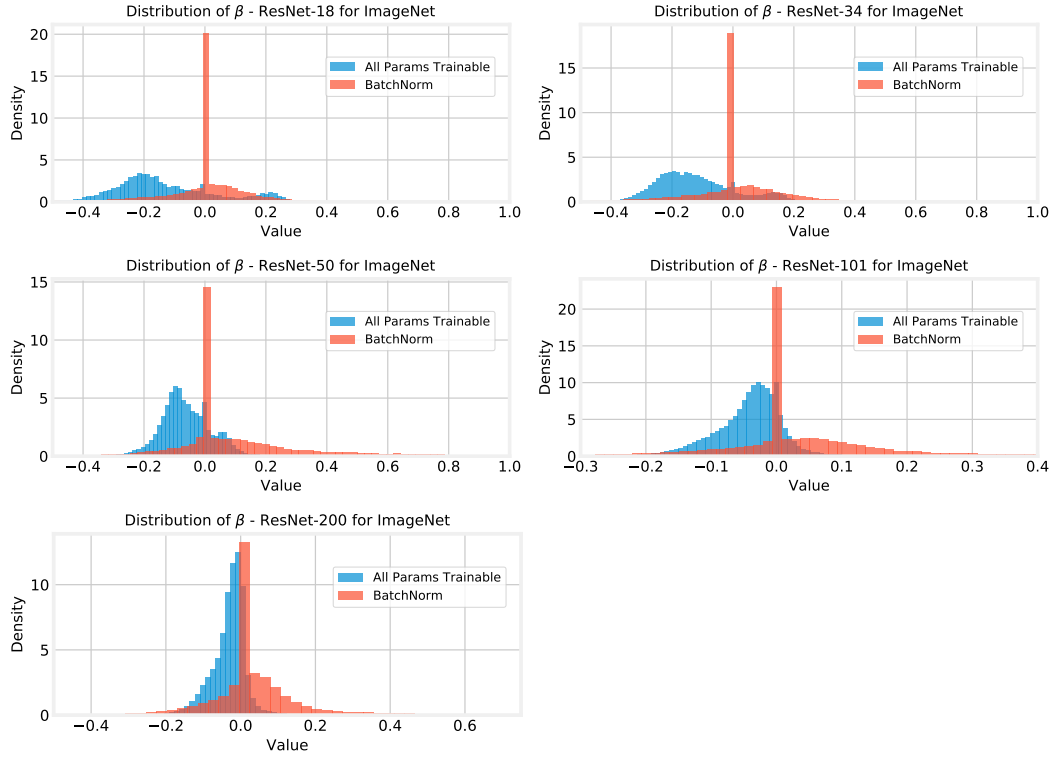 Distribution of β - ResNet-18 for ImageNet
20
15
10
5
0
Density
All Params Trainable
BatchNorm
−0.4 −0.2 0.0 0.2 0.4 0.6 0.8 1.0
Value
Distribution of β - ResNet-34 for ImageNet
15
10
5
0
Density
All Params Trainable
BatchNorm
−0.4 −0.2 0.0 0.2 0.4 0.6 0.8 1.0
Value
Distribution of β - ResNet-50 for ImageNet
15
10
5
0
Density
All Params Trainable
BatchNorm
−0.4 −0.2 0.0 0.2 0.4 0.6 0.8 1.0
Value
Distribution of β - ResNet-101 for ImageNet
20
15
10
5
0
Density
All Params Trainable
BatchNorm
−0.3 −0.2 −0.1 0.0 0.1 0.2 0.3 0.4
Value
Distribution of β - ResNet-200 for ImageNet
10
5
0
Density
All Params Trainable
BatchNorm
−0.4 −0.2 0.0 0.2 0.4 0.6
Value